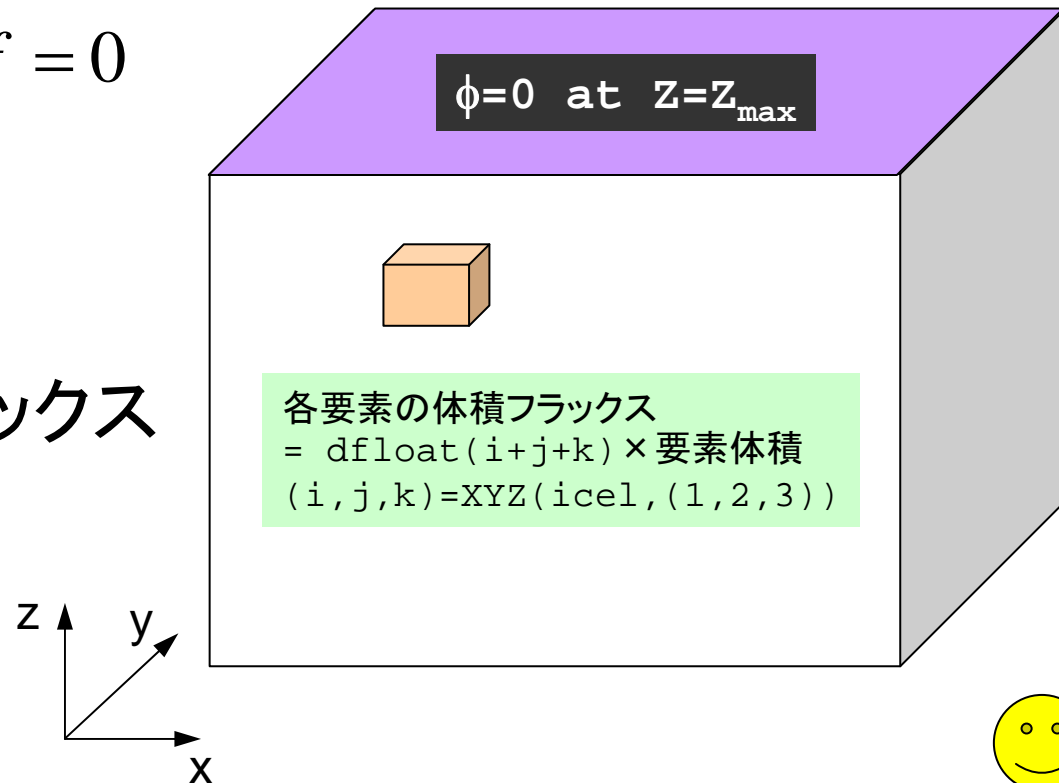 f = 0
φ=0 at Z=Zmax
ックス
各要素の体積フラックス
= dfloat(i+j+k)×要素体積
(i,j,k)=XYZ(icel,(1,2,3))
z
y
x